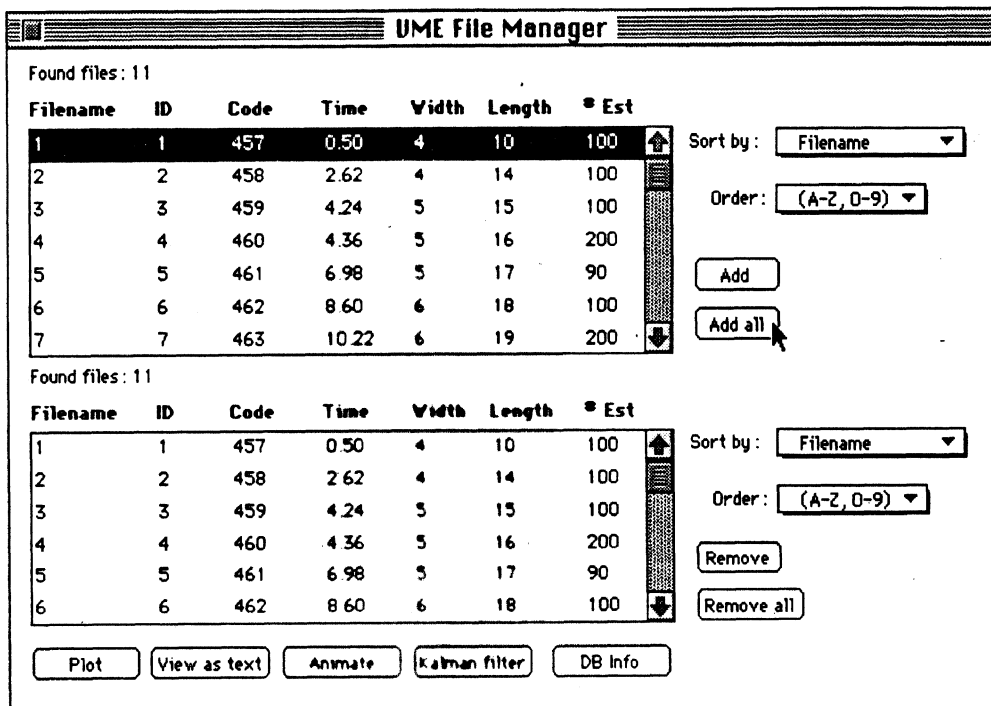 UME File Manager
Found files : 11
Filename ID Code Time Width Length # Est
1 1 457 0.50 4 10 100
2 2 458 2.62 4 14 100
3 3 459 4.24 5 15 100
4 4 460 4.36 5 16 200
5 5 461 6.98 5 17 90
6 6 462 8.60 6 18 100
7 7 463 10.22 6 19 200
Sort by : Filename
Order : (A-Z, 0-9)
Add
Add all
Found files : 11
Filename ID Code Time Width Length # Est
1 1 457 0.50 4 10 100
2 2 458 2.62 4 14 100
3 3 459 4.24 5 15 100
4 4 460 4.36 5 16 200
5 5 461 6.98 5 17 90
6 6 462 8.60 6 18 100
Sort by : Filename
Order : (A-Z, 0-9)
Remove
Remove all
Plot View as text Animate Kalman filter DB Info